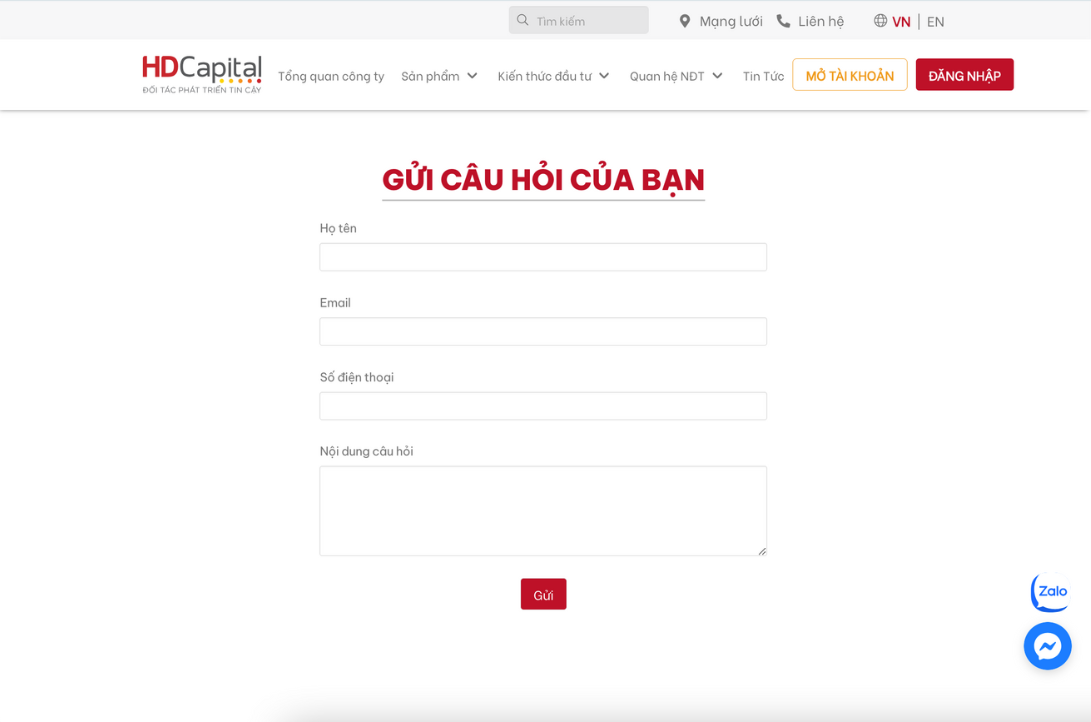 Tìm kiếm
Mạng lưới
Liên hệ
VN | EN
HDCapital
ĐỐI TÁC PHÁT TRIỂN TIN CẬY
Tổng quan công ty
Sản phẩm
Kiến thức đầu tư
Quan hệ NĐT
Tin Tức
MỞ TÀI KHOẢN
ĐĂNG NHẬP
GỬI CÂU HỎI CỦA BẠN
Họ tên
Email
Số điện thoại
Nội dung câu hỏi
Gửi
Zalo